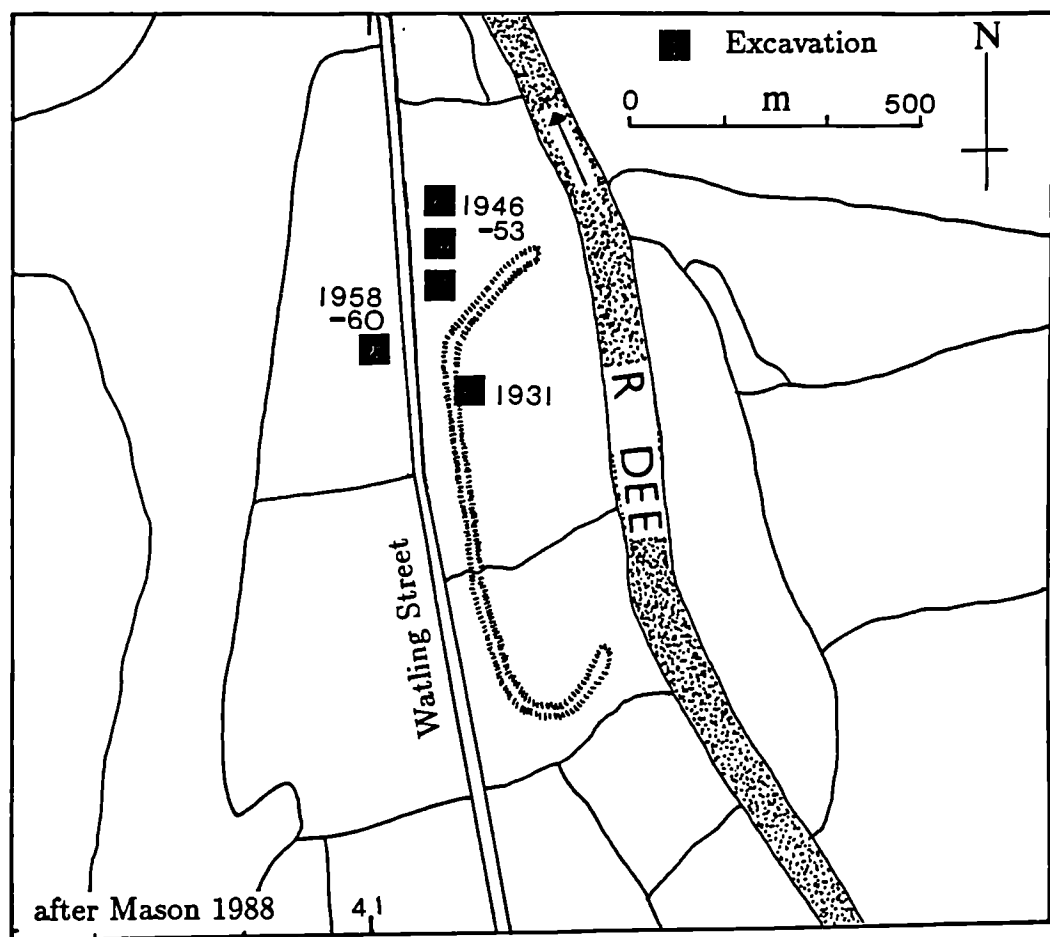 Excavation
N
0 m 500
1946
-53
1958
-60
1931
R DEE
Watling Street
after Mason 1988
41